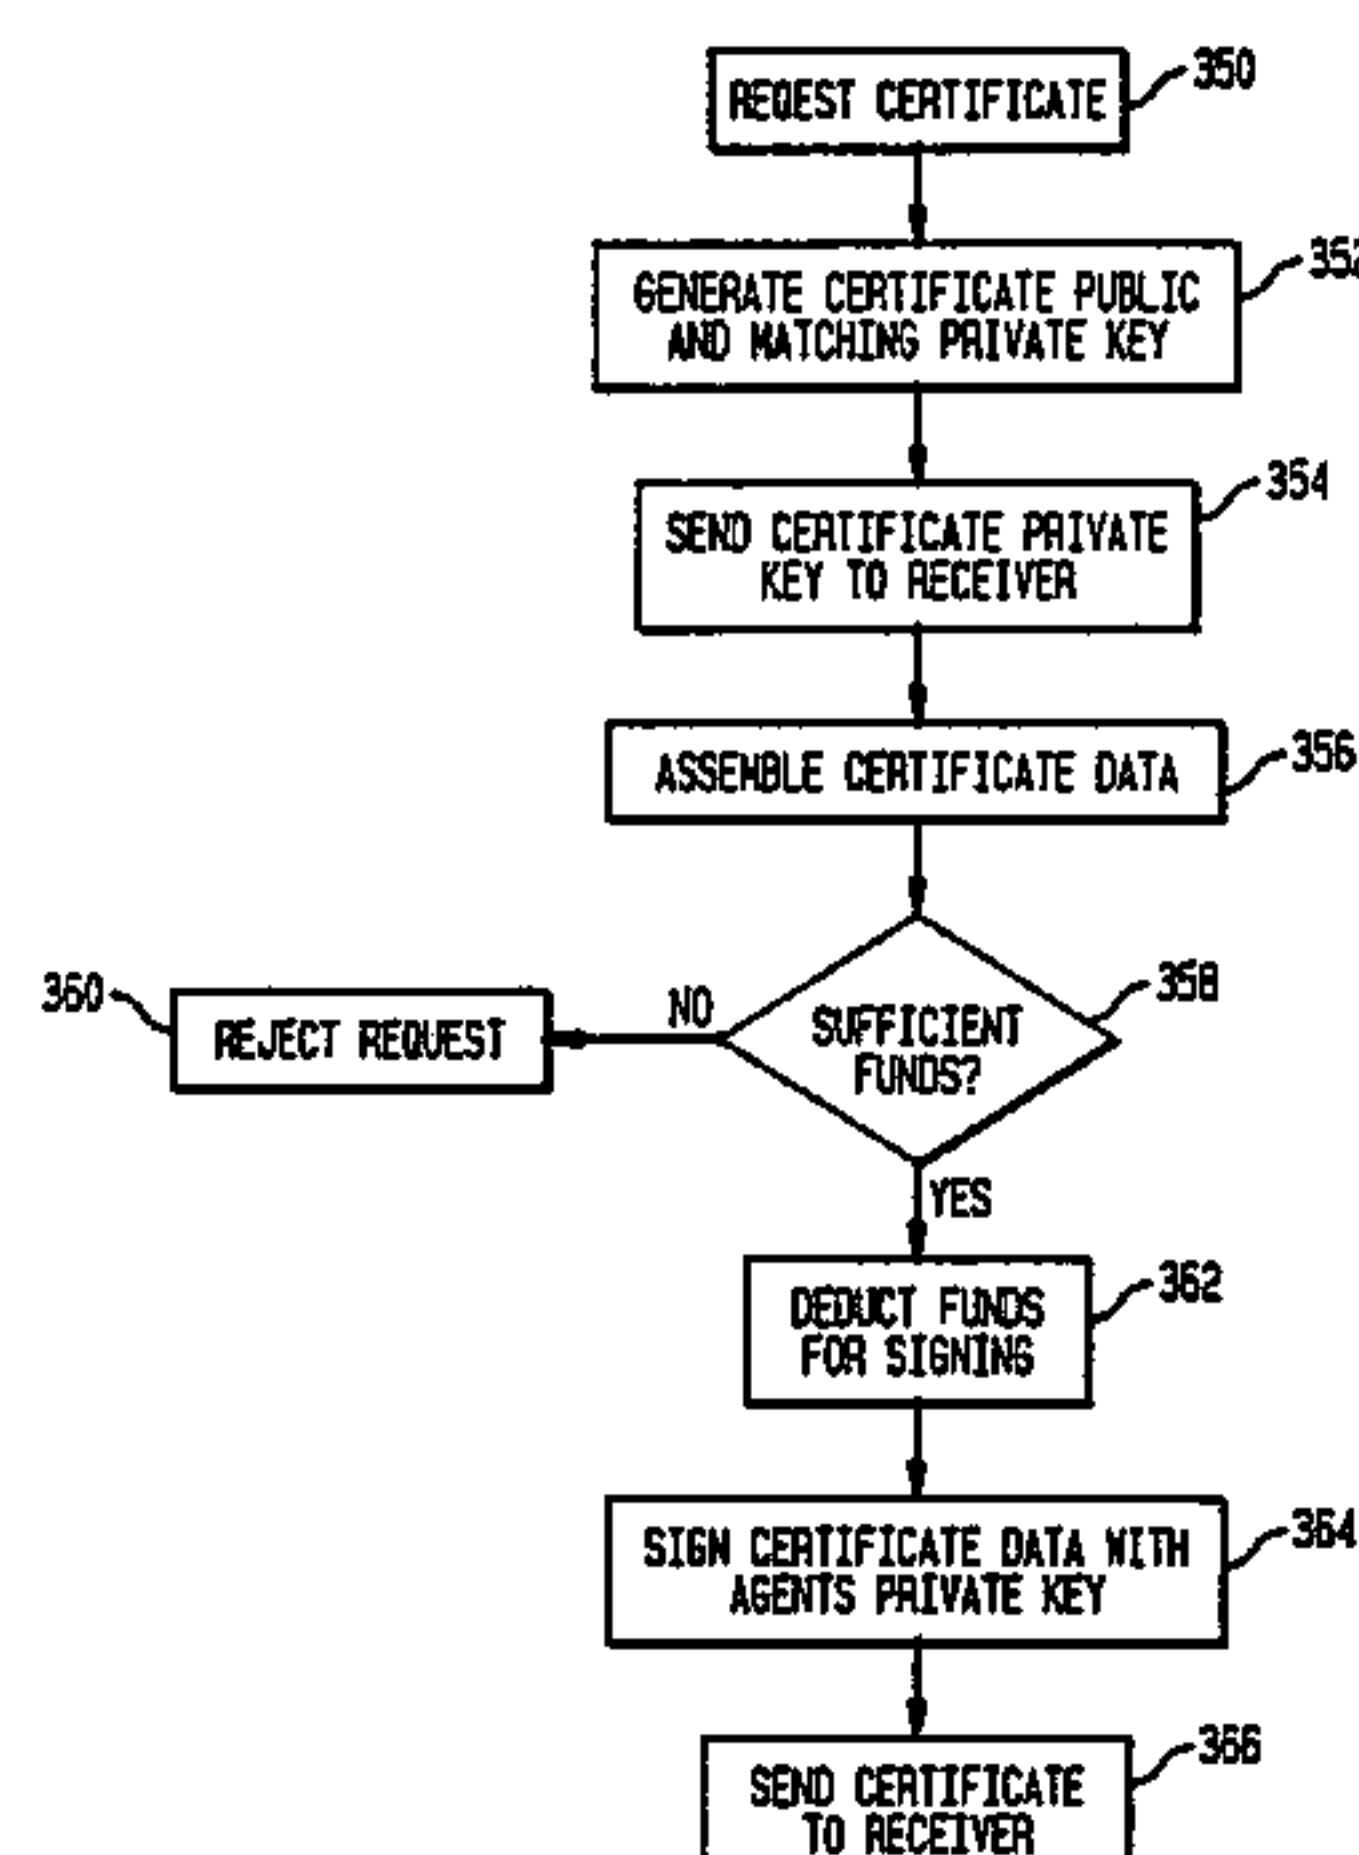 REQEST CERTIFICATE
350
GENERATE CERTIFICATE PUBLIC
AND MATCHING PRIVATE KEY
352
SEND CERTIFICATE PRIVATE
KEY TO RECEIVER
354
ASSEMBLE CERTIFICATE DATA
356
SUFFICIENT
FUNDS?
358
NO
360
REJECT REQUEST
YES
DEDUCT FUNDS
FOR SIGNING
362
SIGN CERTIFICATE DATA WITH
AGENTS PRIVATE KEY
364
SEND CERTIFICATE
TO RECEIVER
366